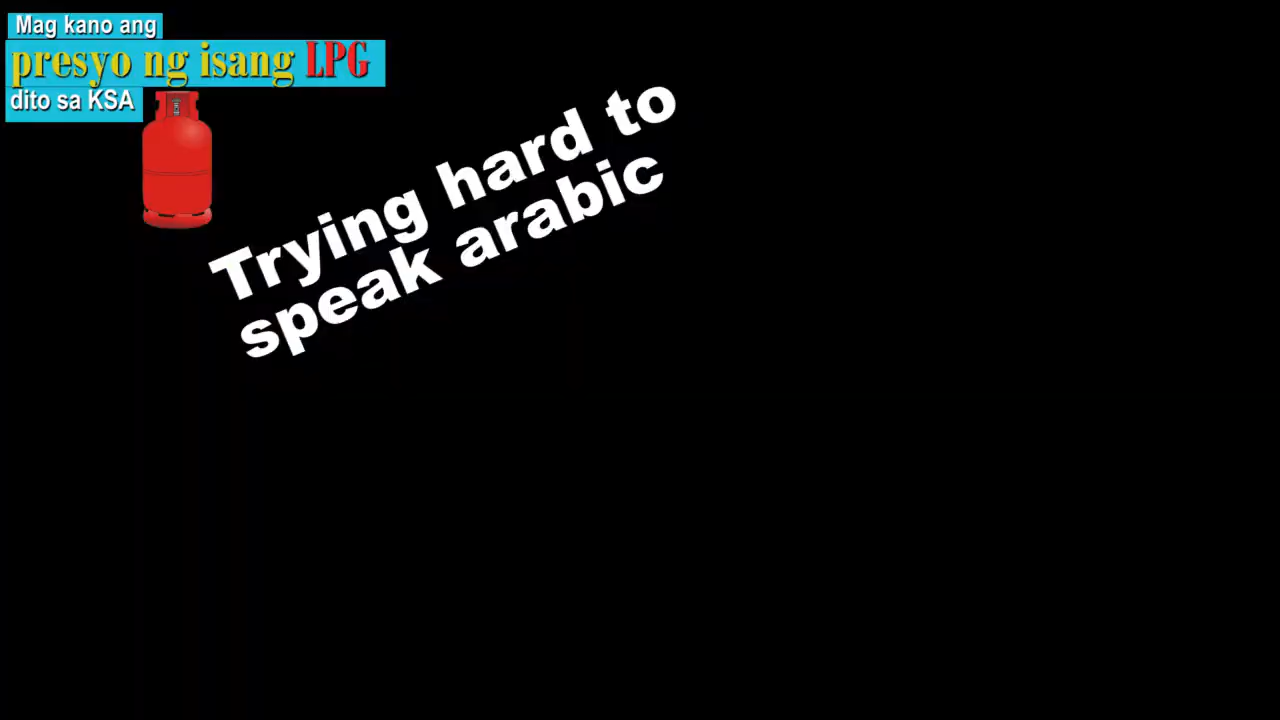 Mag kano ang
presyo ng isang LPG
dito sa KSA
Trying hard to
speak arabic